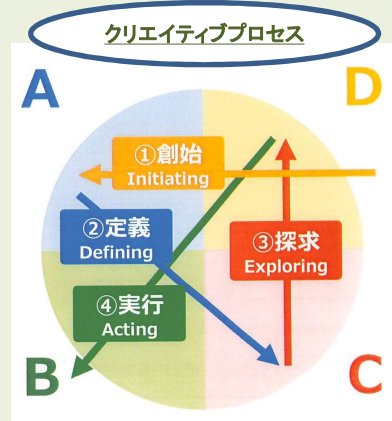 クリエイティブプロセス
A
D
①創始
Initiating
②定義
Defining
③探求
Exploring
④実行
Acting
B
C